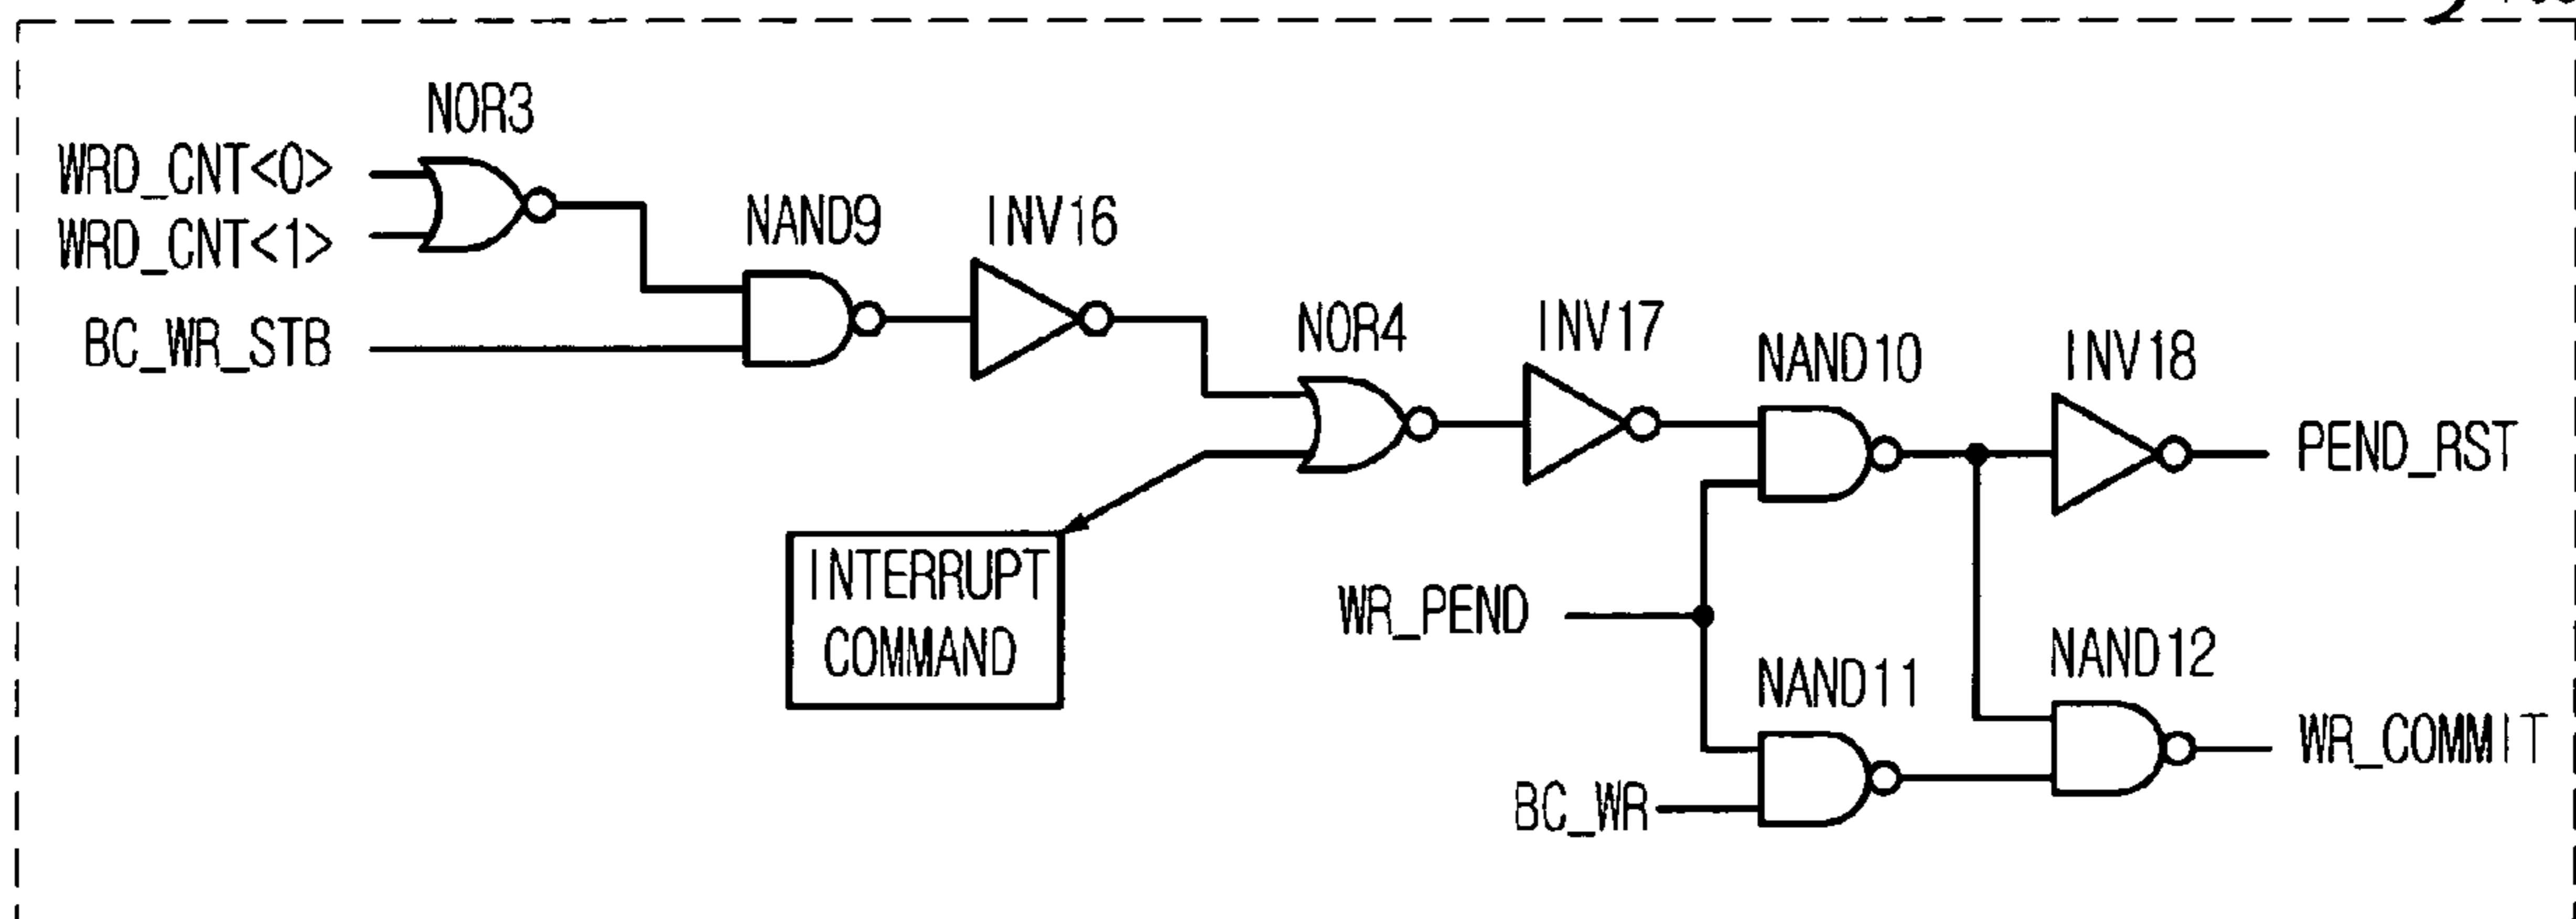 NOR3
WRD_CNT<0>
WRD_CNT<1>
BC_WR_STB
NAND9
INV16
NOR4
INV17
NAND10
INV18
PEND_RST
INTERRUPT
COMMAND
WR_PEND
NAND11
NAND12
BC_WR
WR_COMMIT